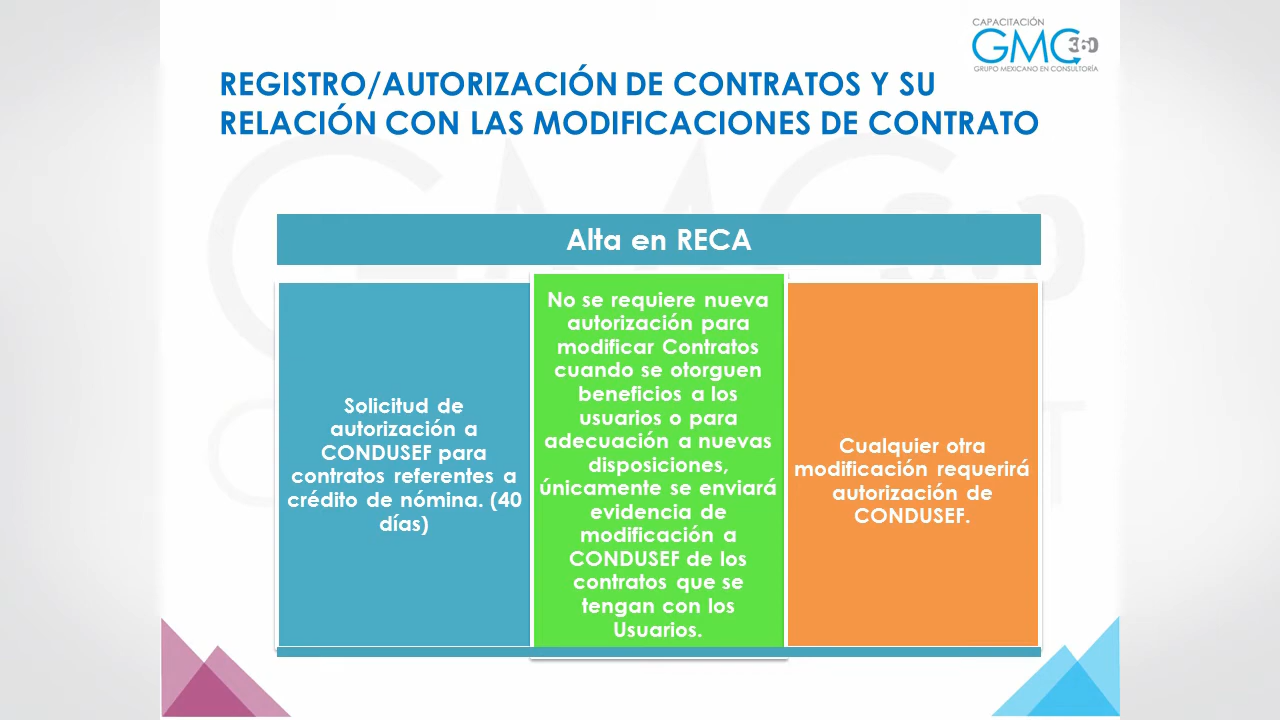 CAPACITACIÓN
GMC 360
GRUPO MEXICANO EN CONSULTORÍA
REGISTRO/AUTORIZACIÓN DE CONTRATOS Y SU
RELACIÓN CON LAS MODIFICACIONES DE CONTRATO
Alta en RECA
Solicitud de
autorización a
CONDUSEF para
contratos referentes a
crédito de nómina. (40
días)
No se requiere nueva
autorización para
modificar Contratos
cuando se otorguen
beneficios a los
usuarios o para
adecuación a nuevas
disposiciones,
únicamente se enviará
evidencia de
modificación a
CONDUSEF de los
contratos que se
tengan con los
Usuarios.
Cualquier otra
modificación requerirá
autorización de
CONDUSEF.